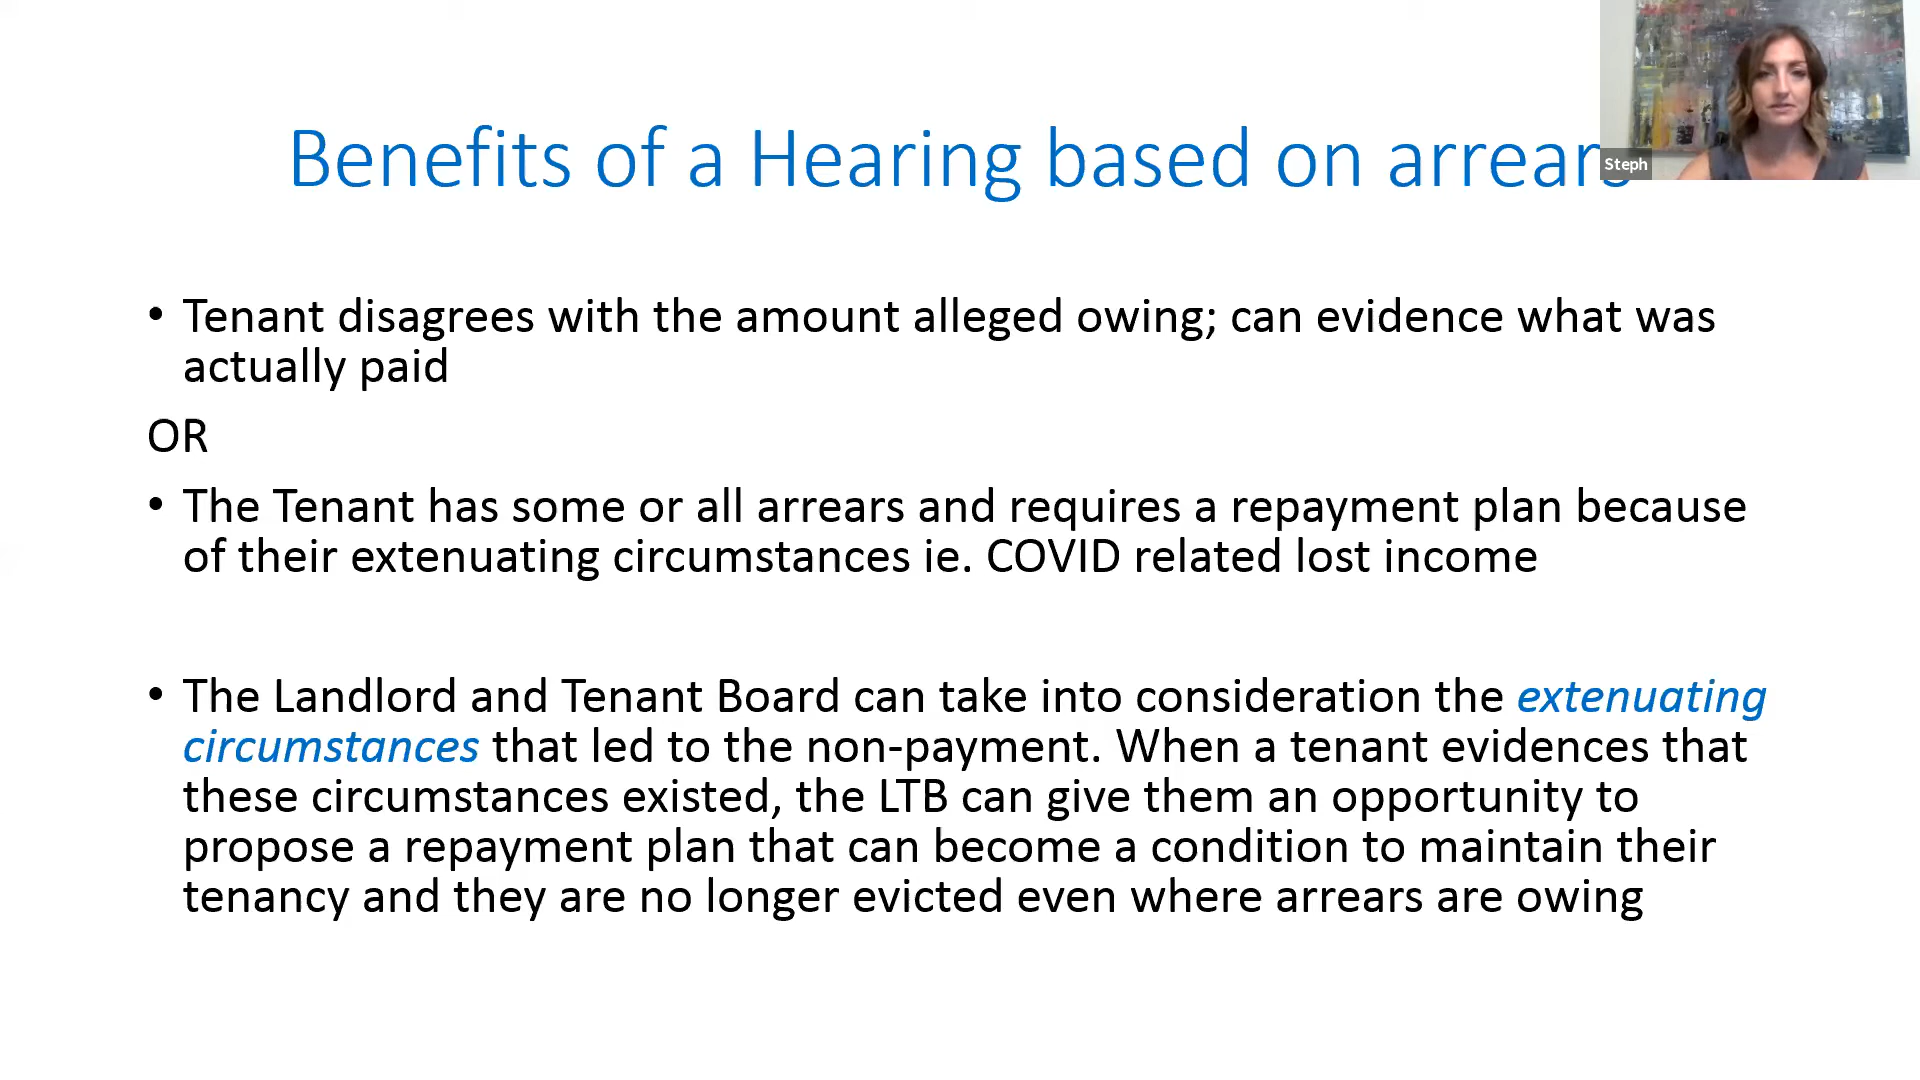 Benefits of a Hearing based on arrears
Steph
• Tenant disagrees with the amount alleged owing; can evidence what was
actually paid
OR
• The Tenant has some or all arrears and requires a repayment plan because
of their extenuating circumstances ie. COVID related lost income
• The Landlord and Tenant Board can take into consideration the extenuating
circumstances that led to the non-payment. When a tenant evidences that
these circumstances existed, the LTB can give them an opportunity to
propose a repayment plan that can become a condition to maintain their
tenancy and they are no longer evicted even where arrears are owing